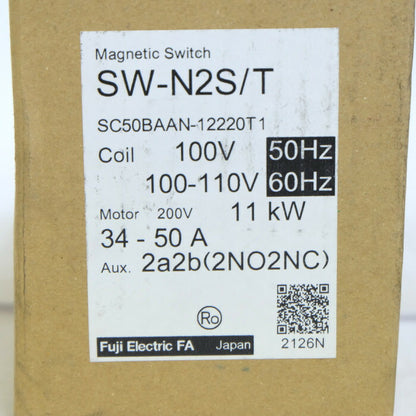 Magnetic Switch
SW-N2S/T
SC50BAAN-12220T1
Coil 100V 50Hz
100-110V 60Hz
Motor 200V 11 kW
34 - 50 A
Aux. 2a2b(2NO2NC)
Ro
Fuji Electric FA Japan 2126N